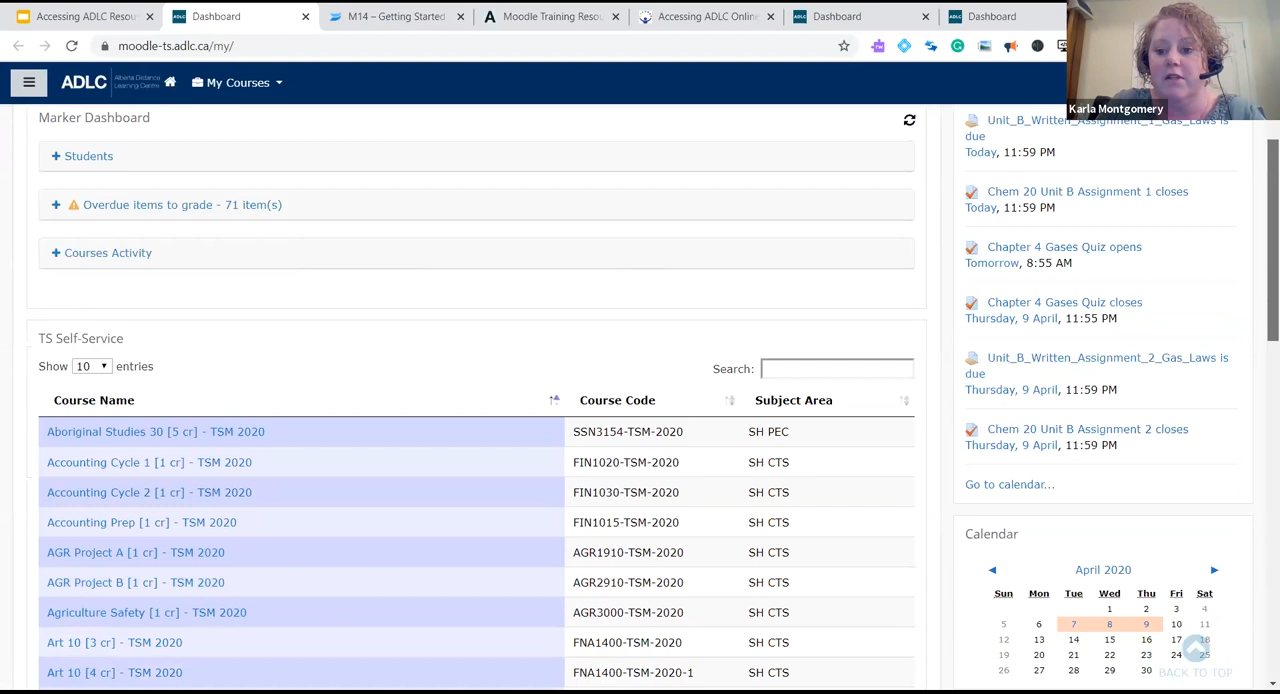 Accessing ADLC Resou
Dashboard
M14 – Getting Started
Moodle Training Resou
Accessing ADLC Online
Dashboard
Dashboard
moodle-ts.adlc.ca/my/
ADLC
Alberta Distance
Learning Centre
My Courses
Karla Montgomery
Marker Dashboard
Students
Overdue items to grade - 71 item(s)
Courses Activity
TS Self-Service
Show 10 entries
Search:
Course Name Course Code Subject Area
Aboriginal Studies 30 [5 cr] - TSM 2020 SSN3154-TSM-2020 SH PEC
Accounting Cycle 1 [1 cr] - TSM 2020 FIN1020-TSM-2020 SH CTS
Accounting Cycle 2 [1 cr] - TSM 2020 FIN1030-TSM-2020 SH CTS
Accounting Prep [1 cr] - TSM 2020 FIN1015-TSM-2020 SH CTS
AGR Project A [1 cr] - TSM 2020 AGR1910-TSM-2020 SH CTS
AGR Project B [1 cr] - TSM 2020 AGR2910-TSM-2020 SH CTS
Agriculture Safety [1 cr] - TSM 2020 AGR3000-TSM-2020 SH CTS
Art 10 [3 cr] - TSM 2020 FNA1400-TSM-2020 SH CTS
Art 10 [4 cr] - TSM 2020 FNA1400-TSM-2020-1 SH CTS
Unit_B_Written_Assignment_1_Gas_Laws is
due
Today, 11:59 PM
Chem 20 Unit B Assignment 1 closes
Today, 11:59 PM
Chapter 4 Gases Quiz opens
Tomorrow, 8:55 AM
Chapter 4 Gases Quiz closes
Thursday, 9 April, 11:55 PM
Unit_B_Written_Assignment_2_Gas_Laws is
due
Thursday, 9 April, 11:59 PM
Chem 20 Unit B Assignment 2 closes
Thursday, 9 April, 11:59 PM
Go to calendar...
Calendar
◄ April 2020 ►
Sun Mon Tue Wed Thu Fri Sat
1 2 3 4
5 6 7 8 9 10 11
12 13 14 15 16 17 18
19 20 21 22 23 24 25
26 27 28 29 30
BACK TO TOP